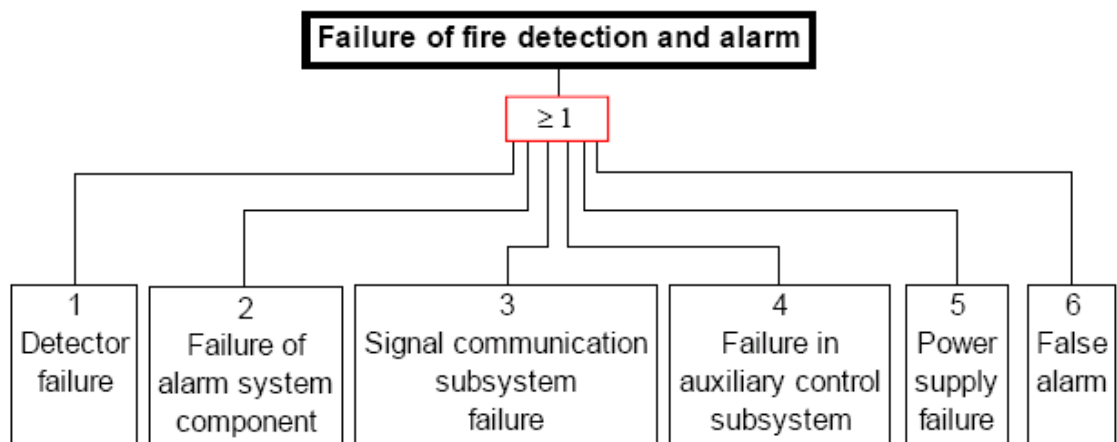 Failure of fire detection and alarm
≥ 1
1
Detector
failure
2
Failure of
alarm system
component
3
Signal communication
subsystem
failure
4
Failure in
auxiliary control
subsystem
5
Power
supply
failure
6
False
alarm